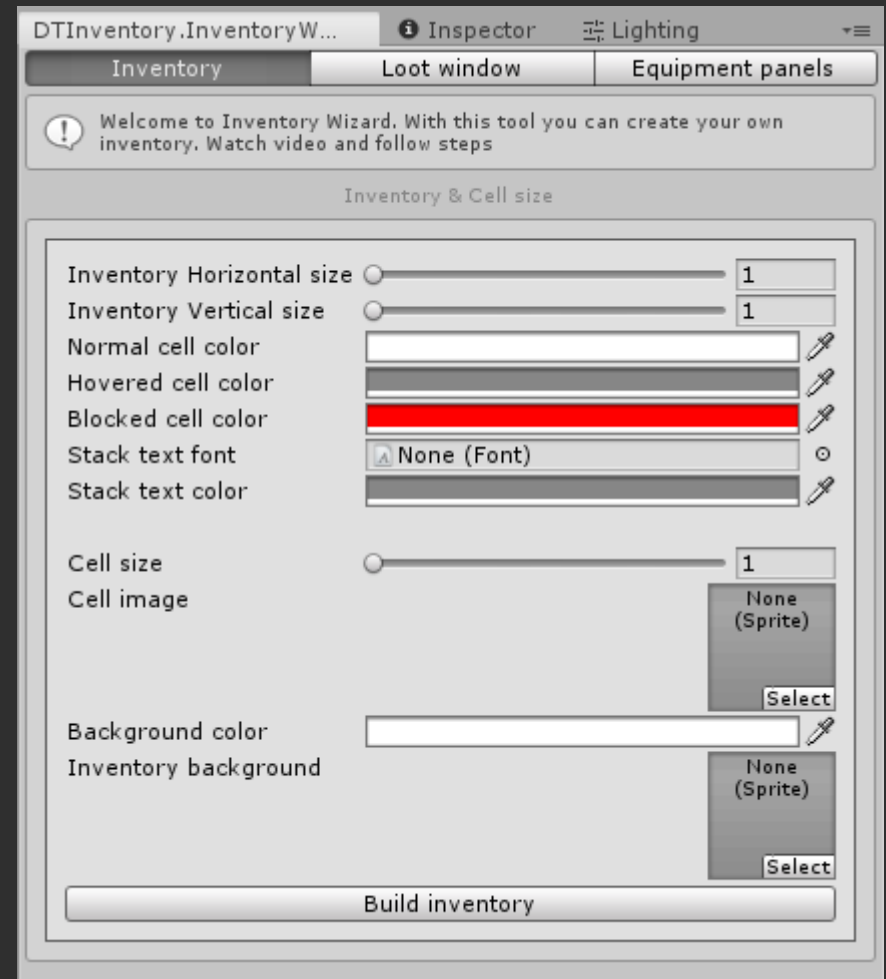 DTInventory.InventoryW... Inspector Lighting
Inventory Loot window Equipment panels
Welcome to Inventory Wizard. With this tool you can create your own
inventory. Watch video and follow steps
Inventory & Cell size
Inventory Horizontal size 1
Inventory Vertical size 1
Normal cell color
Hovered cell color
Blocked cell color
Stack text font None (Font)
Stack text color
Cell size 1
Cell image None
(Sprite)
Select
Background color
Inventory background None
(Sprite)
Select
Build inventory